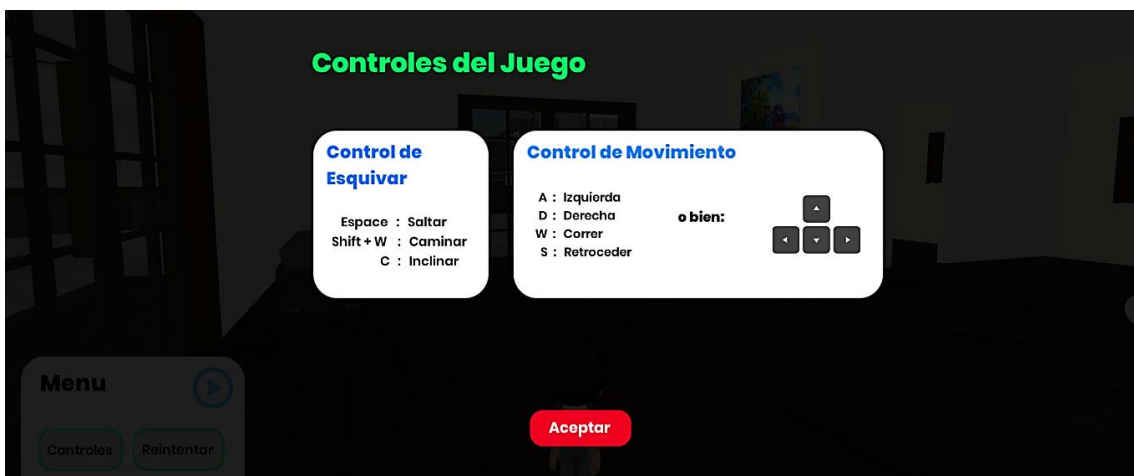 Controles del Juego
Control de
Esquivar
Espace : Saltar
Shift + W : Caminar
C : Inclinar
Control de Movimiento
A : Izquierda
D : Derecha
W : Correr
S : Retroceder
o bien:
Menu
Controles
Reintentar
Aceptar